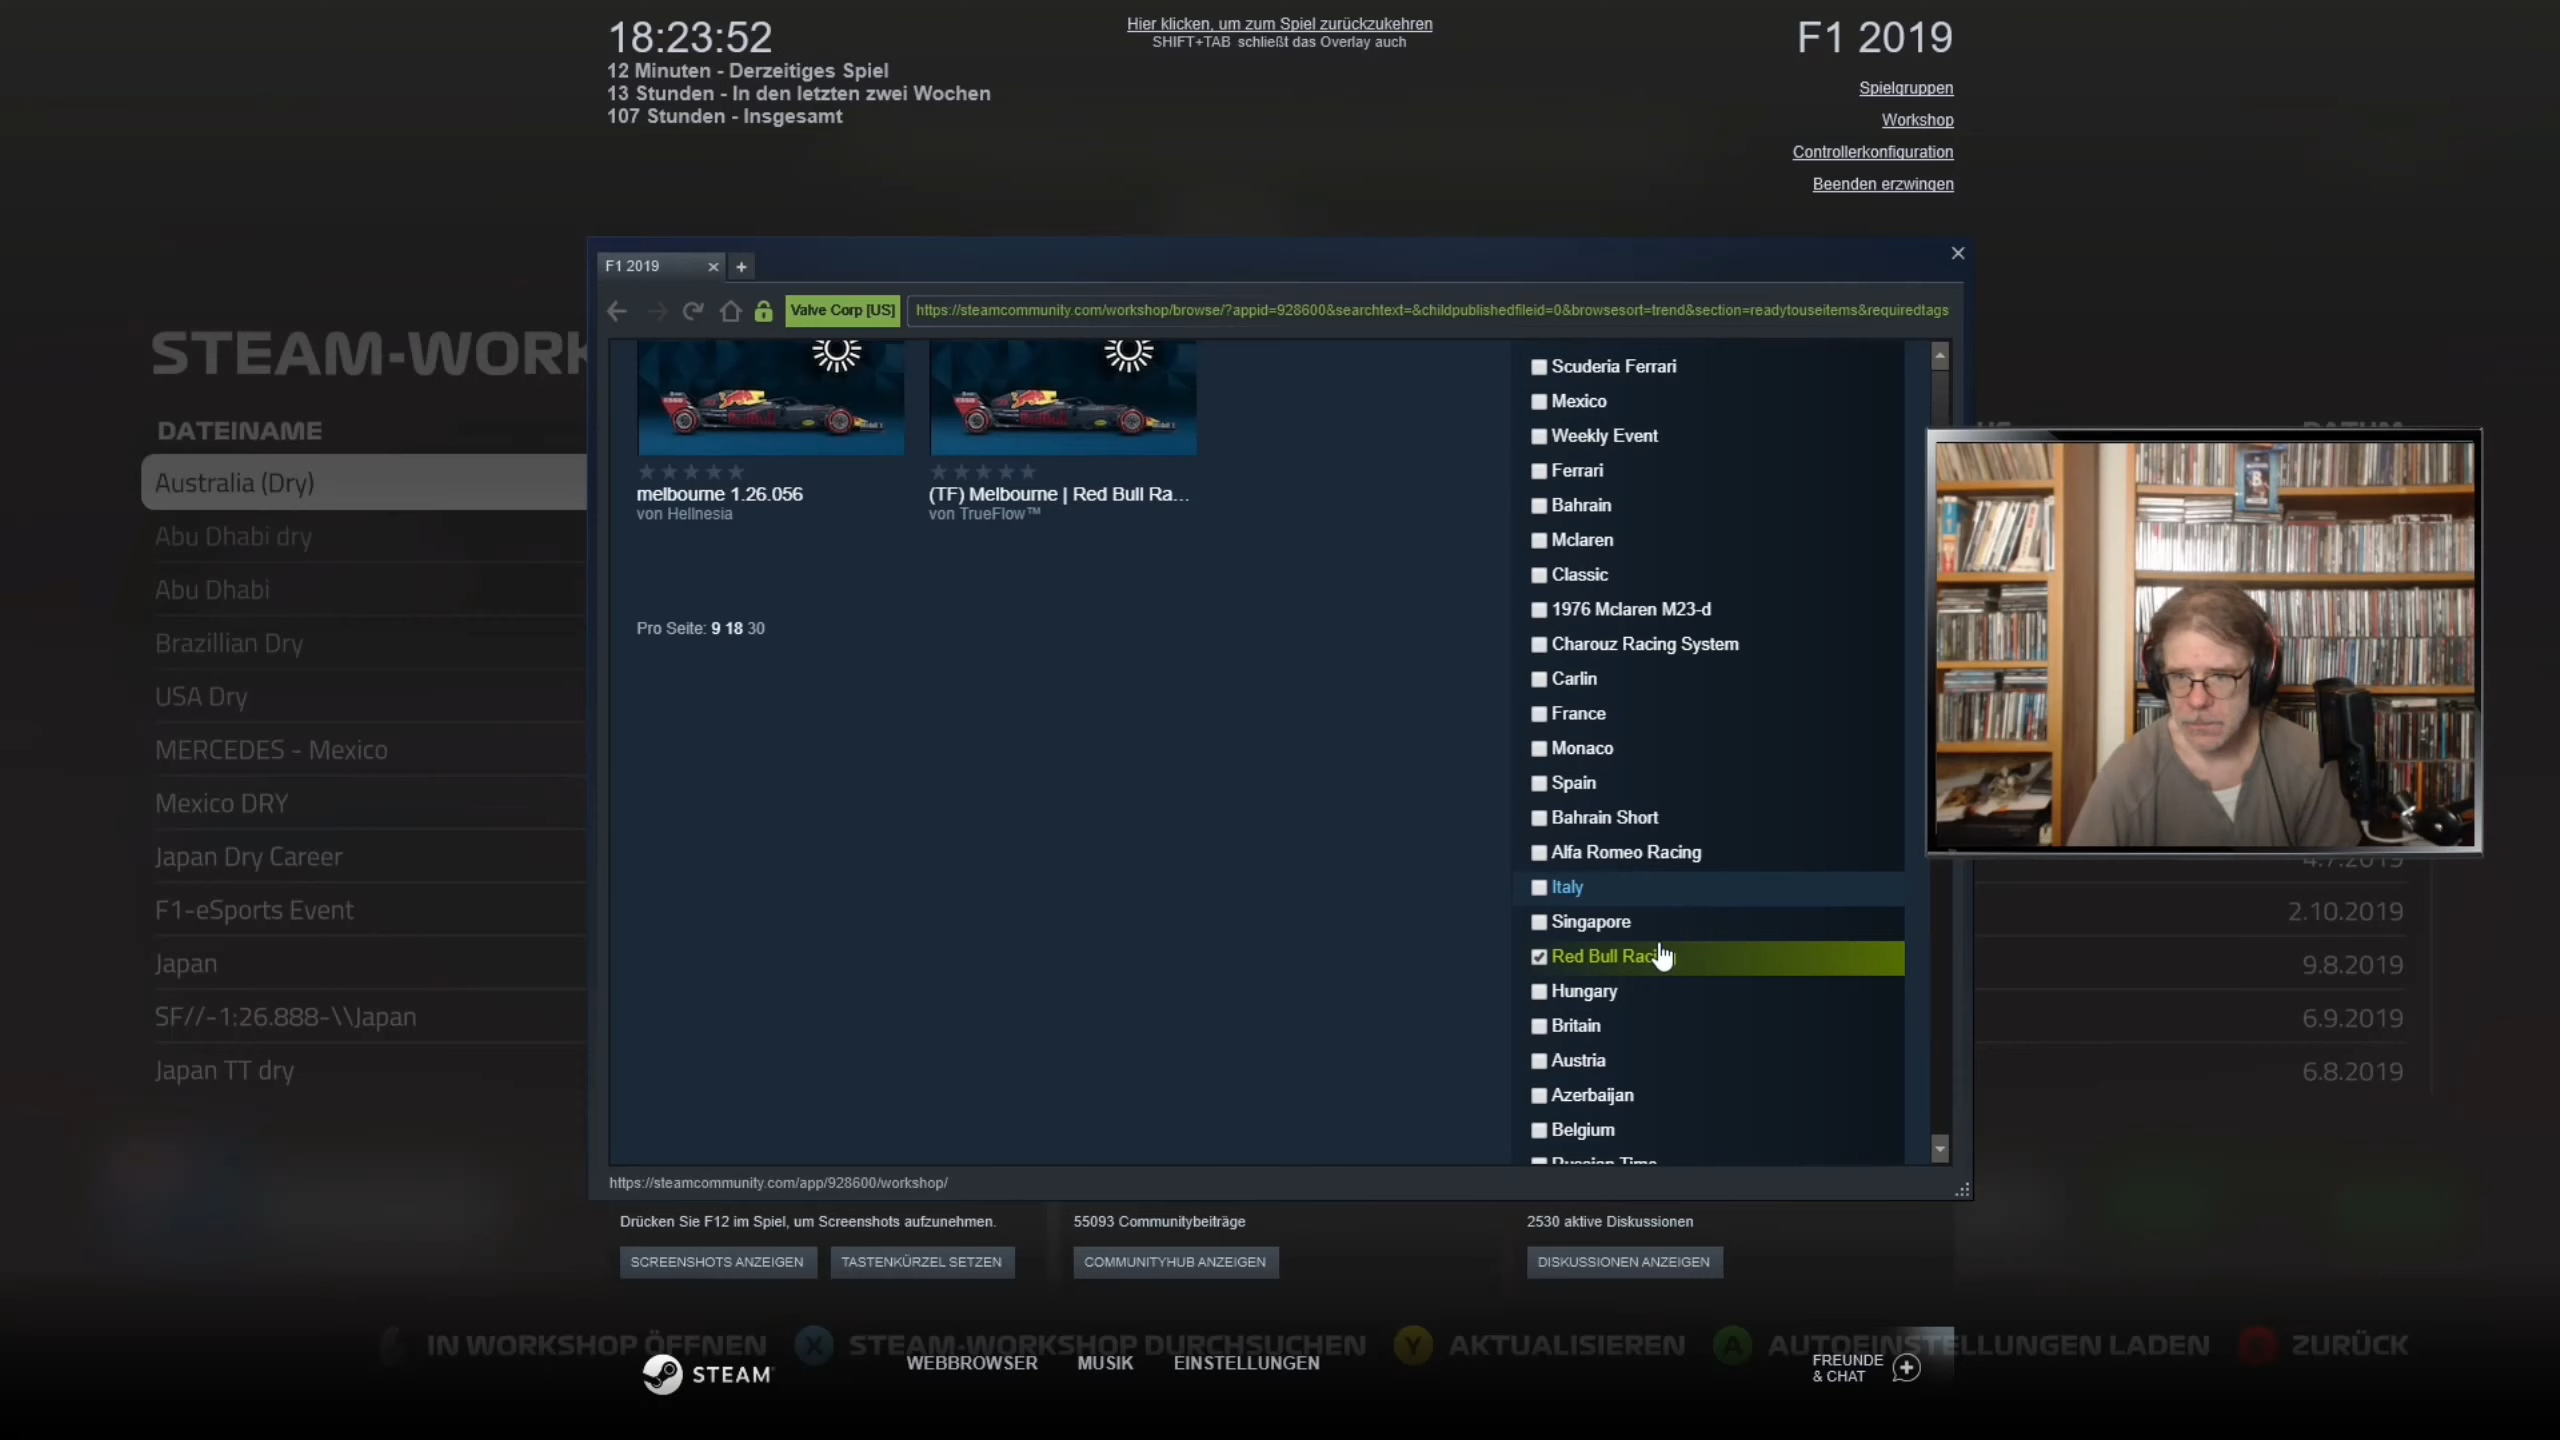 18:23:52
12 Minuten - Derzeitiges Spiel
13 Stunden - In den letzten zwei Wochen
107 Stunden - Insgesamt
Hier klicken, um zum Spiel zurückzukehren
SHIFT+TAB schließt das Overlay auch
F1 2019
Spielgruppen
Workshop
Controllerkonfiguration
Beenden erzwingen
F1 2019
Valve Corp [US]
https://steamcommunity.com/workshop/browse/?appid=928600&searchtext=&childpublishedfileid=0&browsesort=trend&section=readytouseitems&requiredtags
STEAM-WORK
DATEINAME
DATUM
Australia (Dry)
Abu Dhabi dry
Abu Dhabi
Brazillian Dry
USA Dry
MERCEDES - Mexico
Mexico DRY
Japan Dry Career
4.7.2019
F1-eSports Event
2.10.2019
Japan
9.8.2019
SF//-1:26.888-\\Japan
6.9.2019
Japan TT dry
6.8.2019
melbourne 1.26.056
von Hellnesia
(TF) Melbourne | Red Bull Ra...
von TrueFlow™
Pro Seite: 9 18 30
Scuderia Ferrari
Mexico
Weekly Event
Ferrari
Bahrain
Mclaren
Classic
1976 Mclaren M23-d
Charouz Racing System
Carlin
France
Monaco
Spain
Bahrain Short
Alfa Romeo Racing
Italy
Singapore
Red Bull Raci
Hungary
Britain
Austria
Azerbaijan
Belgium
Russian Time
https://steamcommunity.com/app/928600/workshop/
Drücken Sie F12 im Spiel, um Screenshots aufzunehmen.
SCREENSHOTS ANZEIGEN
TASTENKÜRZEL SETZEN
55093 Communitybeiträge
COMMUNITYHUB ANZEIGEN
2530 aktive Diskussionen
DISKUSSIONEN ANZEIGEN
IN WORKSHOP ÖFFNEN
X STEAM-WORKSHOP DURCHSUCHEN
Y AKTUALISIEREN
A AUTOEINSTELLUNGEN LADEN
ZURÜCK
STEAM
WEBBROWSER
MUSIK
EINSTELLUNGEN
FREUNDE
& CHAT